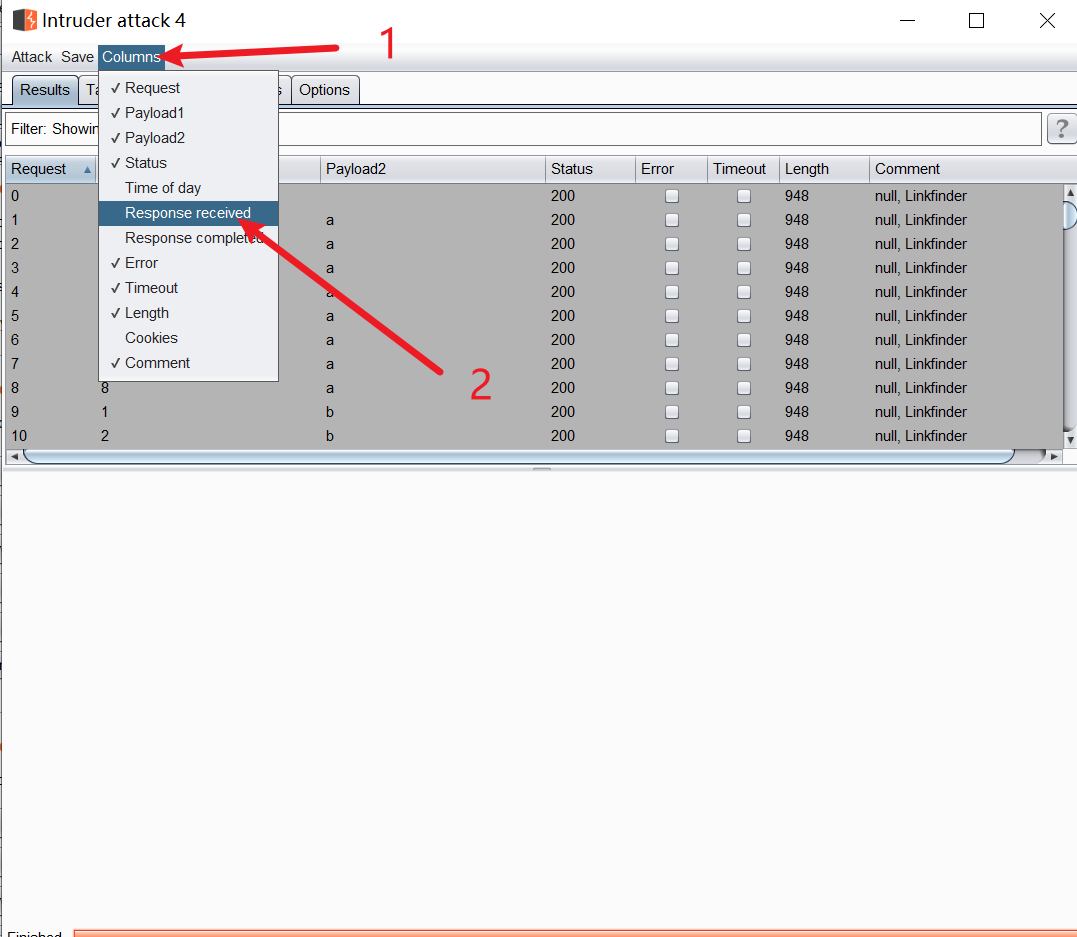 Intruder attack 4
1
Attack Save Columns
Results Options
✓ Request
✓ Payload1
✓ Payload2
✓ Status
Time of day
Response received
Response completed
✓ Error
✓ Timeout
✓ Length
Cookies
✓ Comment
2
Filter: Showin
?
Request Payload2 Status Error Timeout Length Comment
0 200 948 null, Linkfinder
1 a 200 948 null, Linkfinder
2 a 200 948 null, Linkfinder
3 a 200 948 null, Linkfinder
4 a 200 948 null, Linkfinder
5 a 200 948 null, Linkfinder
6 a 200 948 null, Linkfinder
7 a 200 948 null, Linkfinder
8 8 a 200 948 null, Linkfinder
9 1 b 200 948 null, Linkfinder
10 2 b 200 948 null, Linkfinder
Finished